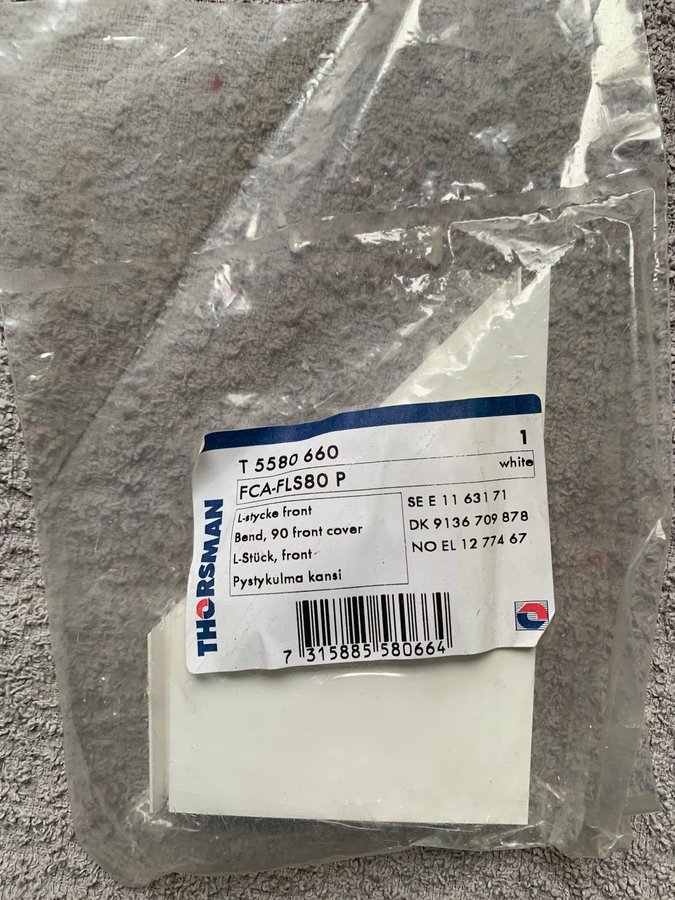 T 5580 660
1
FCA-FLS80 P
white
L-stycke front
Bend, 90 front cover
L-Stück, front
Pystykulma kansi
SE E 11 631 71
DK 9136 709 878
NO EL 12 774 67
THORSMAN
7 315885 580664